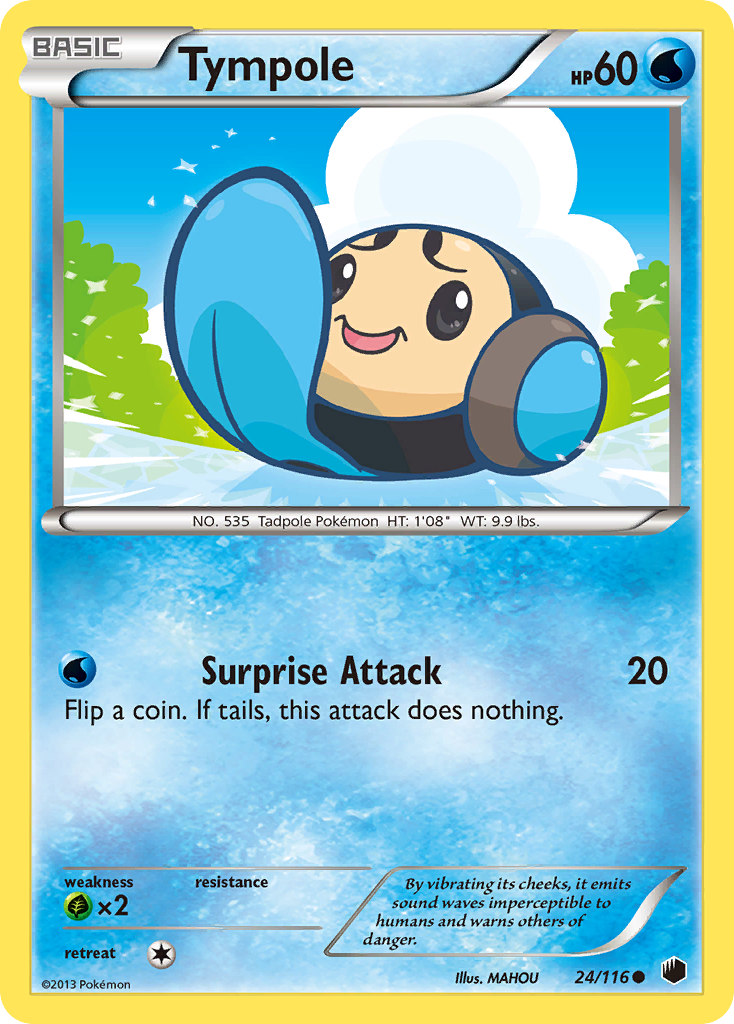 BASIC
Tympole
HP60
NO. 535 Tadpole Pokémon HT: 1'08" WT: 9.9 lbs.
Surprise Attack 20
Flip a coin. If tails, this attack does nothing.
weakness
×2
resistance
retreat
By vibrating its cheeks, it emits
sound waves imperceptible to
humans and warns others of
danger.
©2013 Pokémon
Illus. MAHOU
24/116